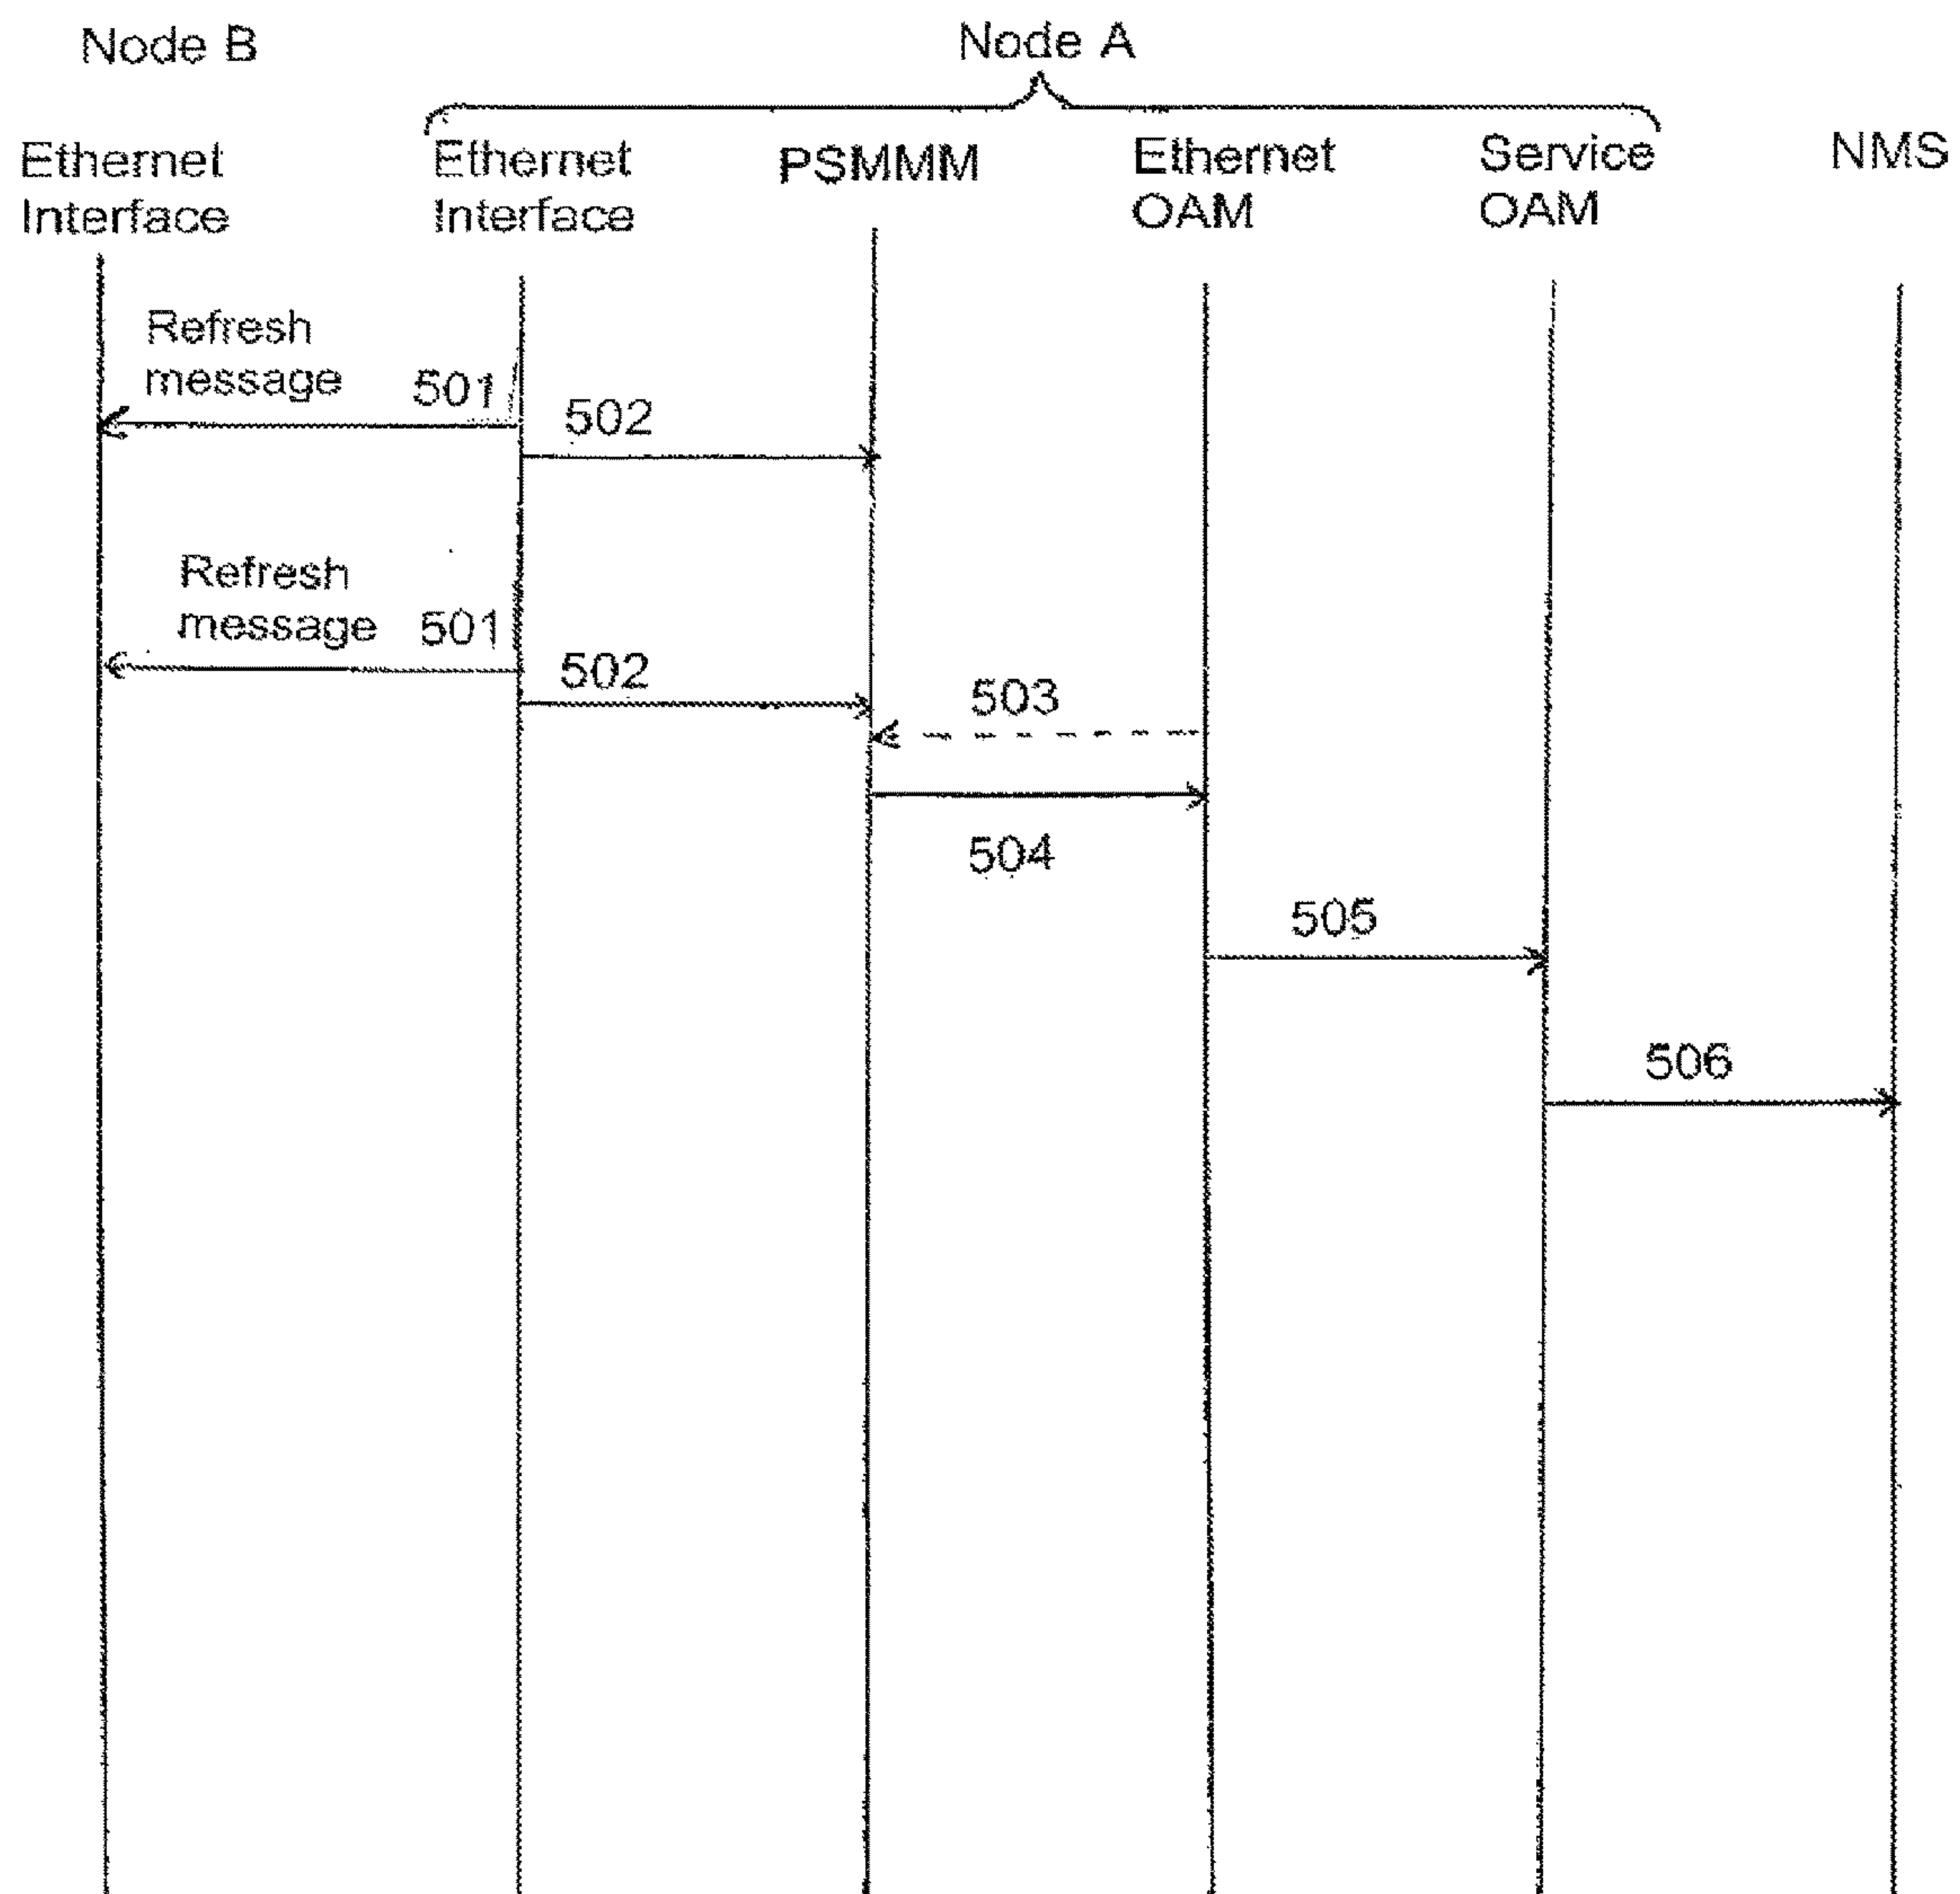 Node B
Node A
Ethernet
Interface
Ethernet
Interface
PSMMM
Ethernet
OAM
Service
OAM
NMS
Refresh
message
501
502
Refresh
message
501
502
503
504
505
506